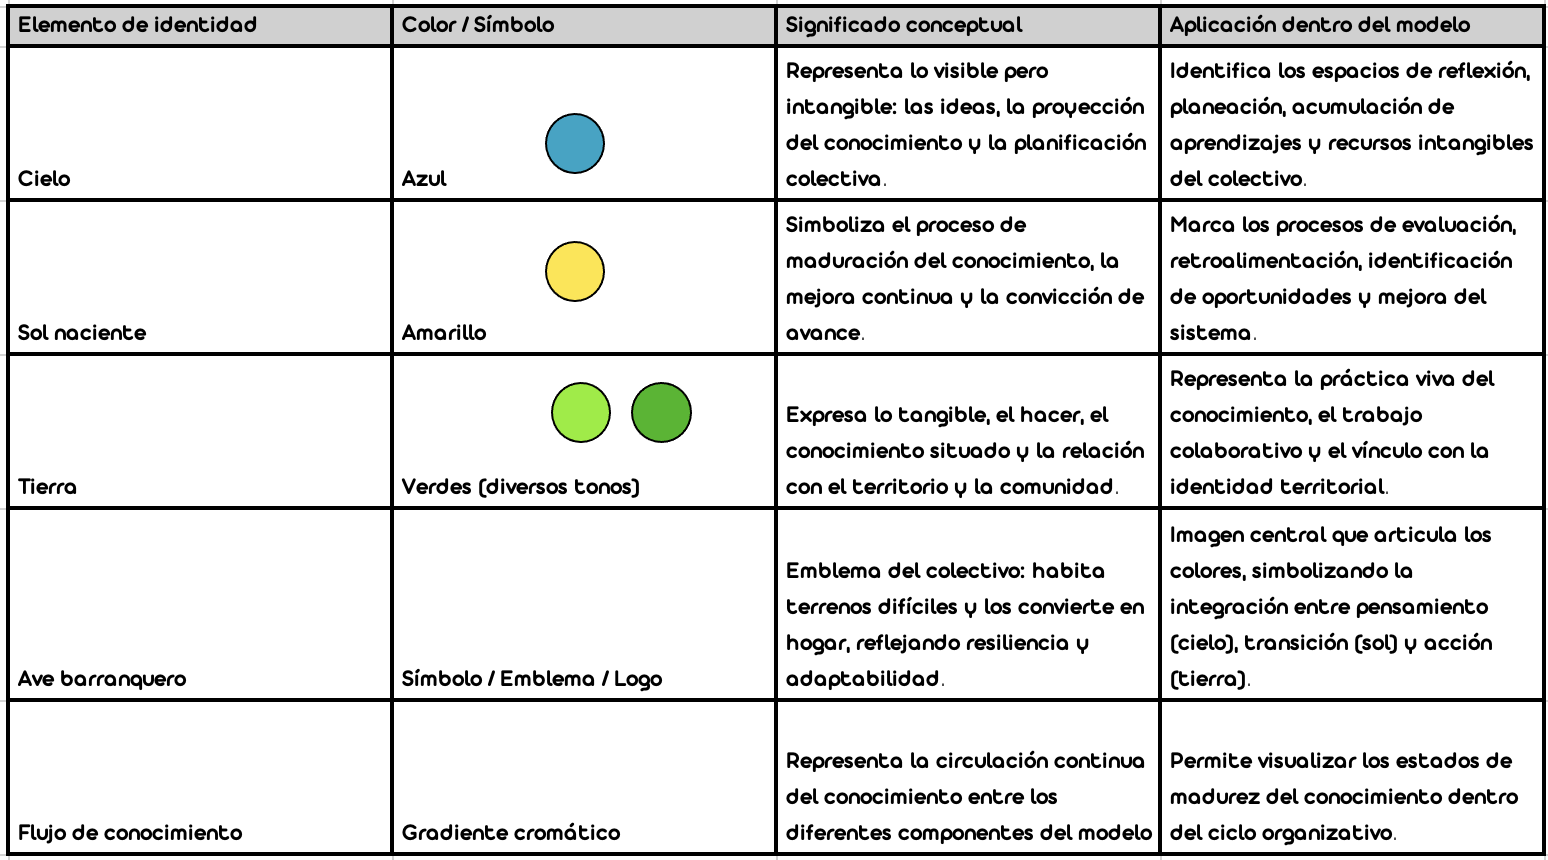 Elemento de identidad
Color / Símbolo
Significado conceptual
Aplicación dentro del modelo
Cielo
Azul
Representa lo visible pero
intangible: las ideas, la proyección
del conocimiento y la planificación
colectiva.
Identifica los espacios de reflexión,
planeación, acumulación de
aprendizajes y recursos intangibles
del colectivo.
Sol naciente
Amarillo
Simboliza el proceso de
maduración del conocimiento, la
mejora continua y la convicción de
avance.
Marca los procesos de evaluación,
retroalimentación, identificación
de oportunidades y mejora del
sistema.
Tierra
Verdes (diversos tonos)
Expresa lo tangible, el hacer, el
conocimiento situado y la relación
con el territorio y la comunidad.
Representa la práctica viva del
conocimiento, el trabajo
colaborativo y el vínculo con la
identidad territorial.
Ave barranquero
Símbolo / Emblema / Logo
Emblema del colectivo: habita
terrenos difíciles y los convierte en
hogar, reflejando resiliencia y
adaptabilidad.
Imagen central que articula los
colores, simbolizando la
integración entre pensamiento
(cielo), transición (sol) y acción
(tierra).
Flujo de conocimiento
Gradiente cromático
Representa la circulación continua
del conocimiento entre los
diferentes componentes del modelo
Permite visualizar los estados de
madurez del conocimiento dentro
del ciclo organizativo.